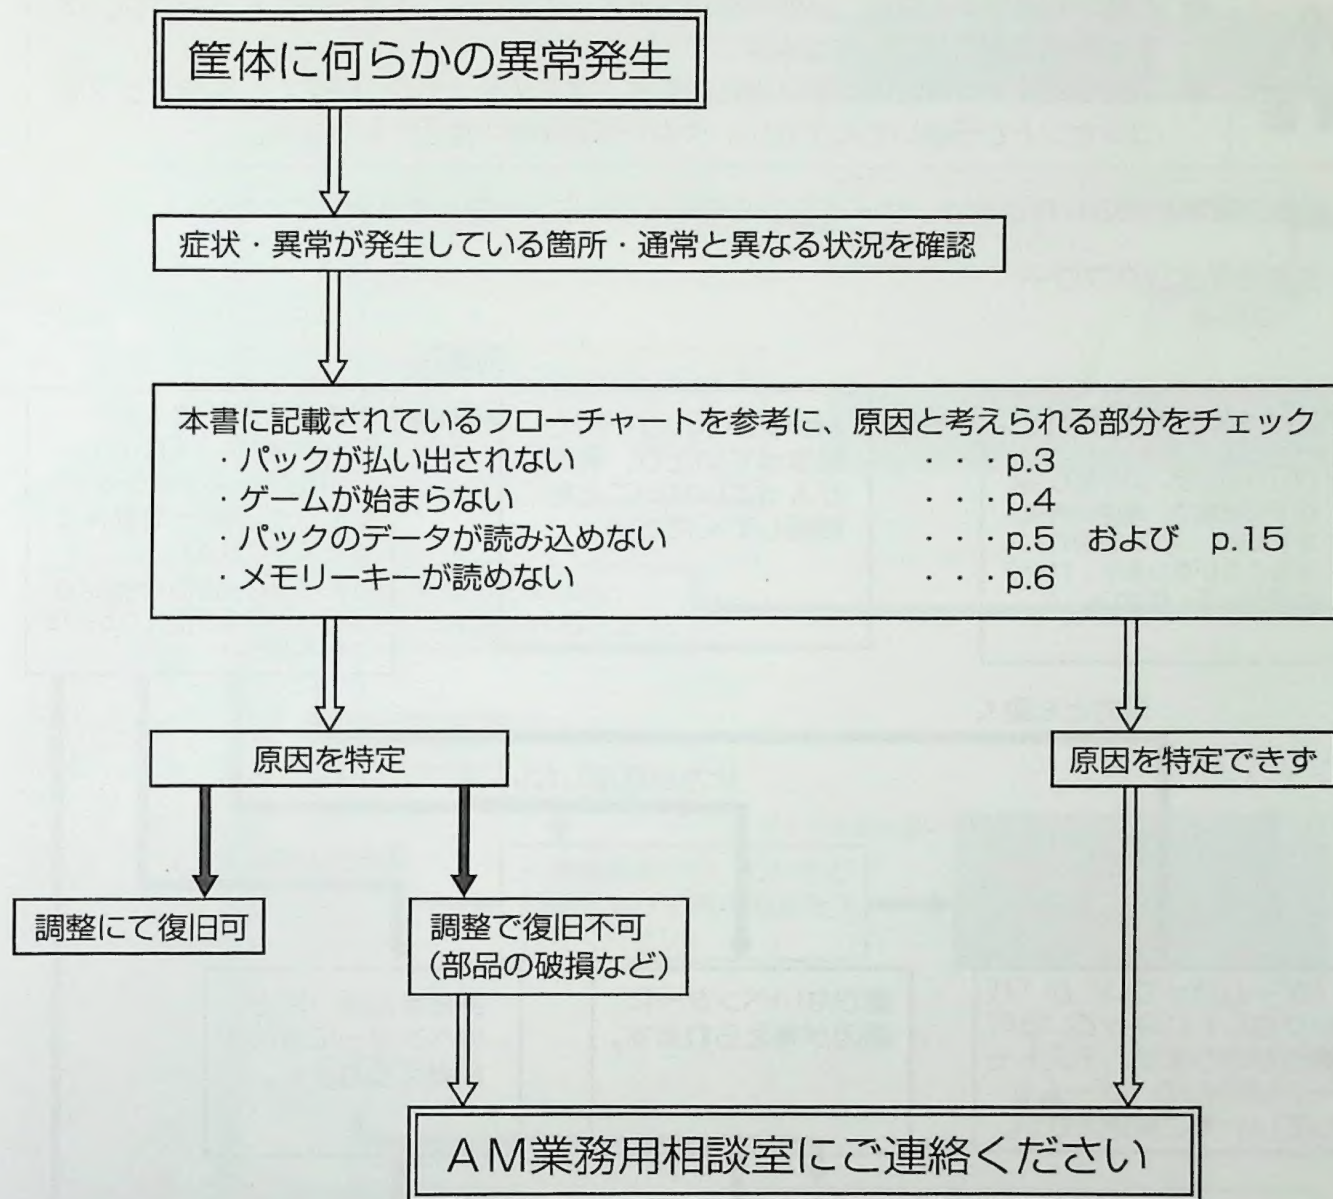 筐体に何らかの異常発生
症状・異常が発生している箇所・通常と異なる状況を確認
本書に記載されているフローチャートを参考に、原因と考えられる部分をチェック
・パックが払い出されない ・・・p.3
・ゲームが始まらない ・・・p.4
・パックのデータが読み込めない ・・・p.5 および p.15
・メモリーキーが読めない ・・・p.6
原因を特定
原因を特定できず
調整にて復旧可
調整で復旧不可
(部品の破損など)
AM業務用相談室にご連絡ください